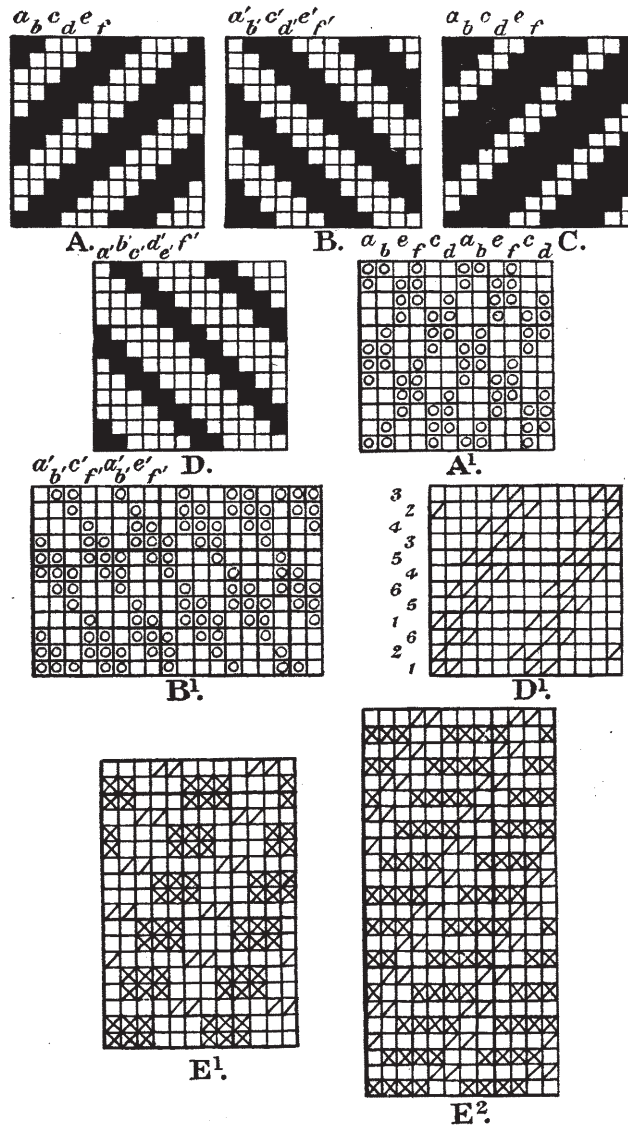 a b c d e f
a' b' c' d' e' f'
a b c d e f
A.
B.
C.
a' b' c' d' e' f'
a b e f c d a b e f c d
D.
A¹.
a' b' c' f' a' b' e' f'
3
2
4
3
5
4
6
5
1
6
2
1
B¹.
D¹.
E¹.
E².